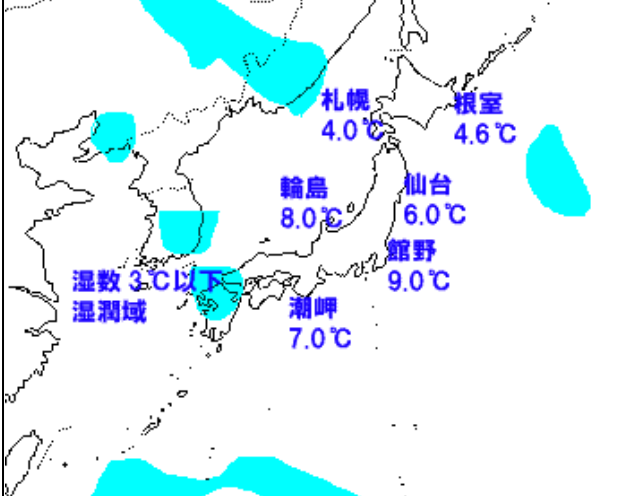 札幌
4.0℃
根室
4.6℃
輪島
8.0℃
仙台
6.0℃
館野
9.0℃
湿数3℃以下
湿潤域
潮岬
7.0℃